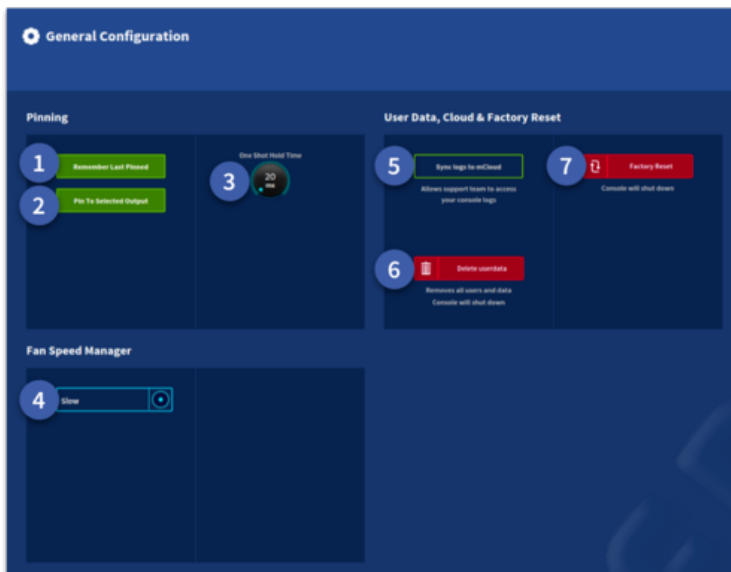 General Configuration
Pinning
1
Remember Last Pinned
2
Pin To Selected Output
One Shot Hold Time
3
20
ms
User Data, Cloud & Factory Reset
5
Sync logs to mCloud
Allows support team to access
your console logs
7
Factory Reset
Console will shut down
6
Delete userdata
Removes all users and data
Console will shut down
Fan Speed Manager
4
Slow